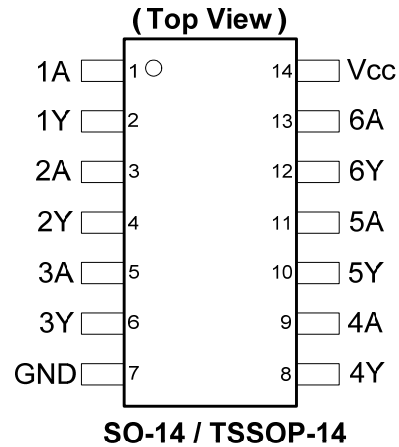 (Top View)
1A 1 14 Vcc
1Y 2 13 6A
2A 3 12 6Y
2Y 4 11 5A
3A 5 10 5Y
3Y 6 9 4A
GND 7 8 4Y
SO-14 / TSSOP-14